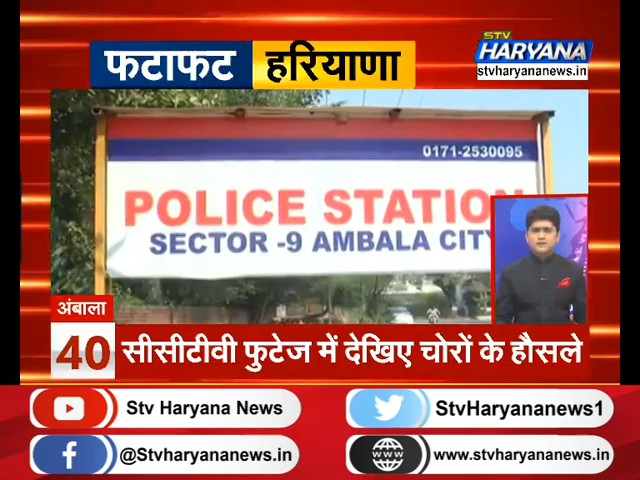 फटाफट हरियाणा
STV
HARYANA
stvharyananews.in
0171-2530095
POLICE STATION
SECTOR -9 AMBALA CITY
अंबाला
40 सीसीटीवी फुटेज में देखिए चोरों के हौसले
Stv Haryana News
StvHaryananews1
@Stvharyananews.in
www.stvharyananews.in